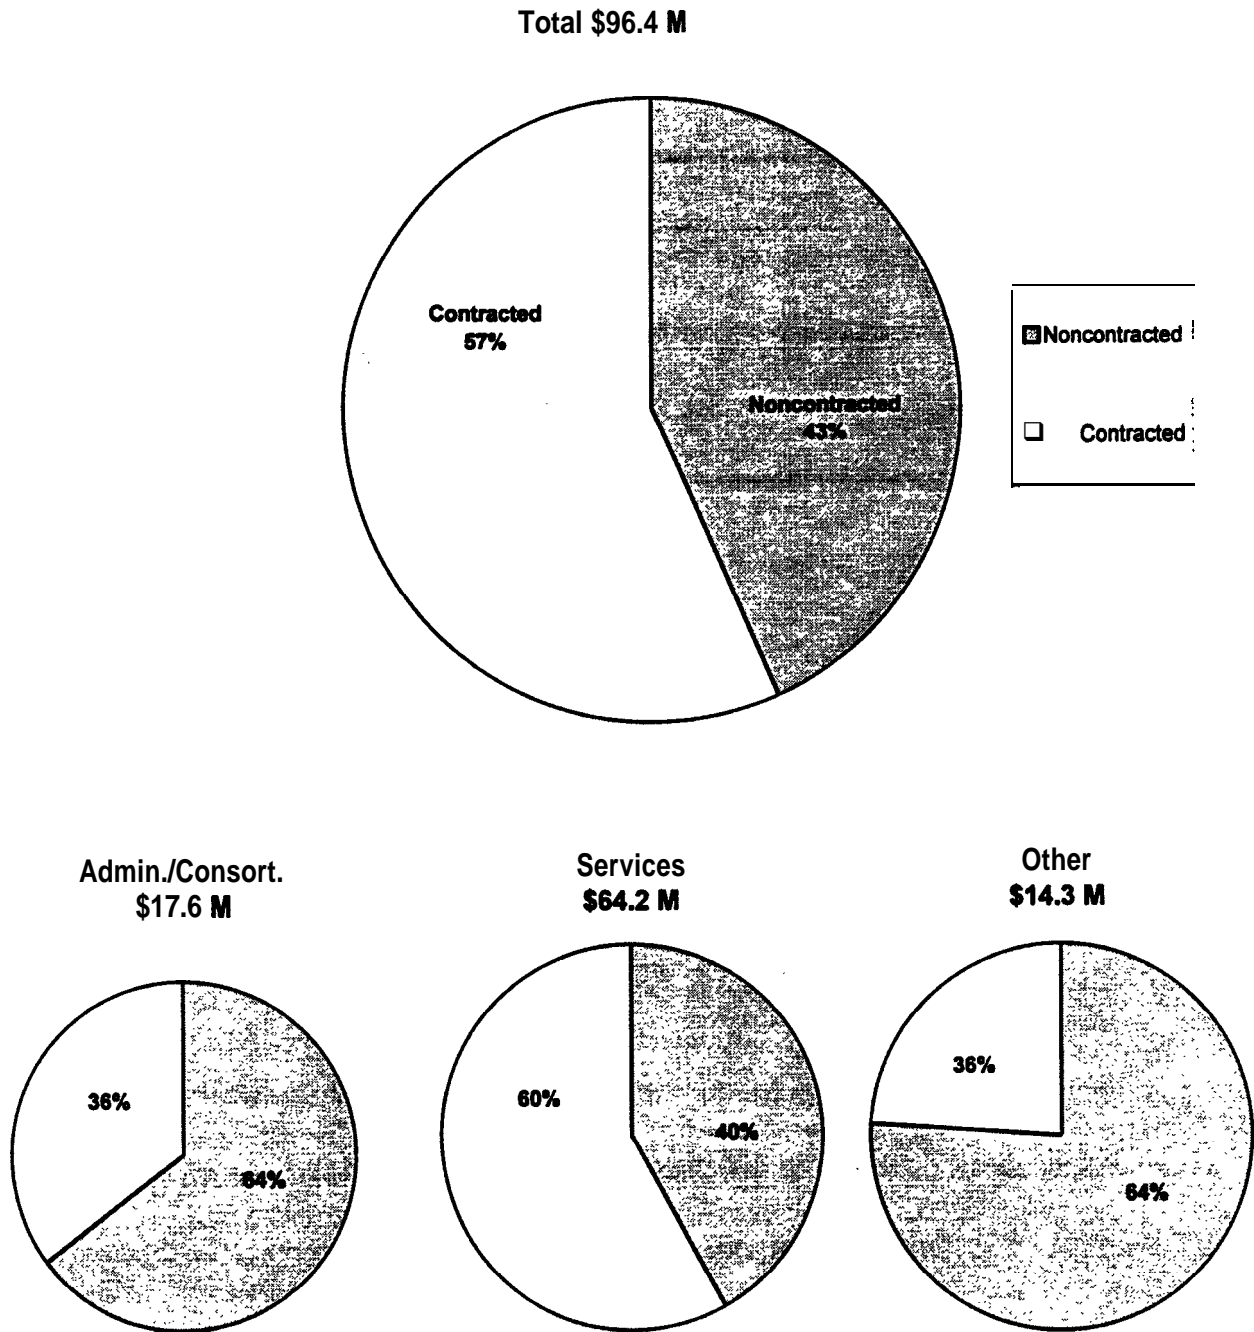 Total $96.4 M
Contracted
57%
Noncontracted
43%
Noncontracted
Contracted
Admin./Consort.
$17.6 M
Services
$64.2 M
Other
$14.3 M
36%
64%
60%
40%
36%
64%